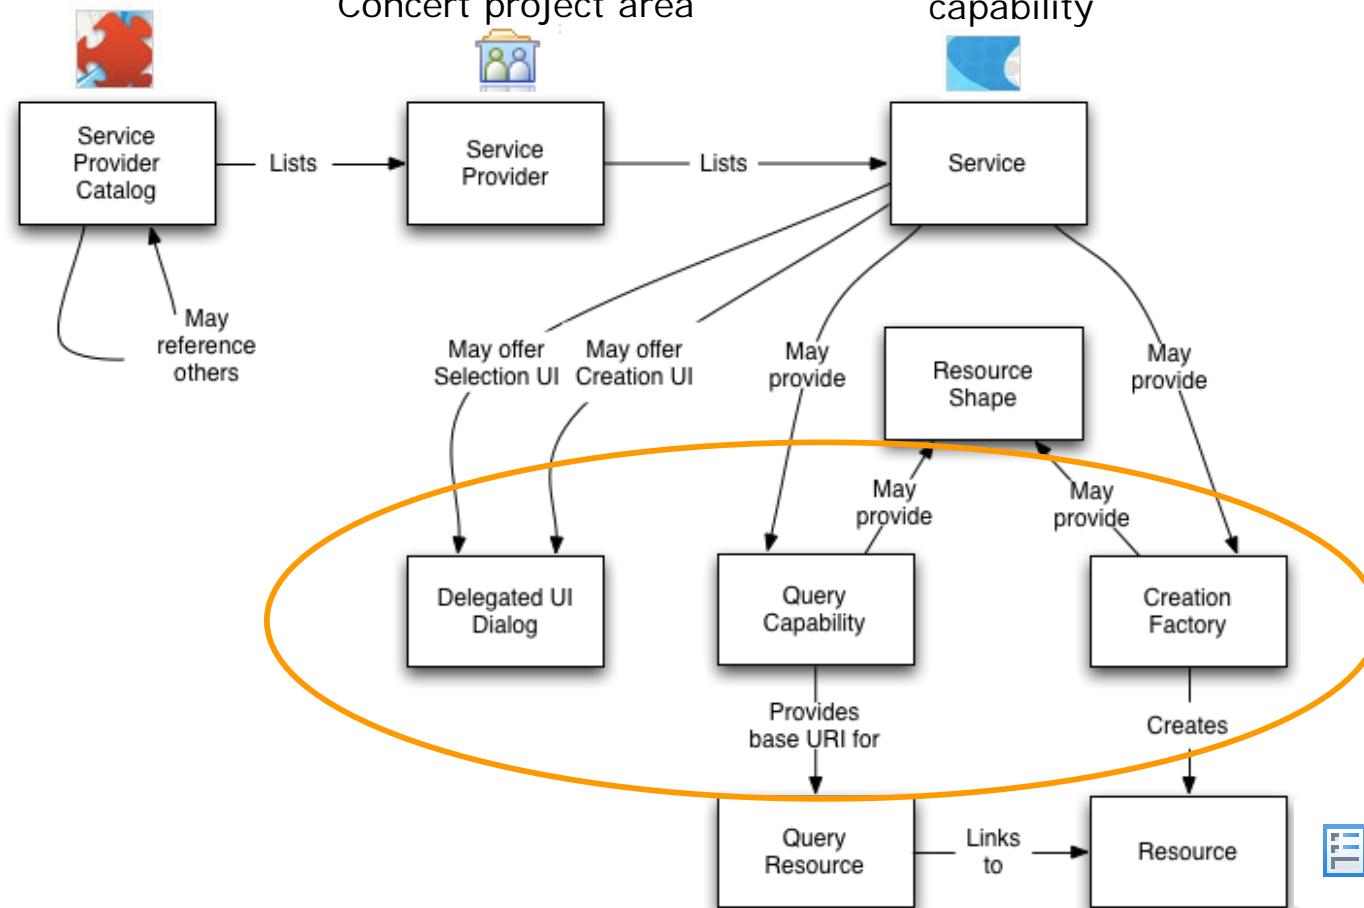 Concert project area
capability
Service
Provider
Catalog
Lists
Service
Provider
Lists
Service
May
reference
others
May offer
Selection UI
May offer
Creation UI
May
provide
Resource
Shape
May
provide
May
provide
May
provide
Delegated UI
Dialog
Query
Capability
Creation
Factory
Provides
base URI for
Creates
Query
Resource
Links
to
Resource